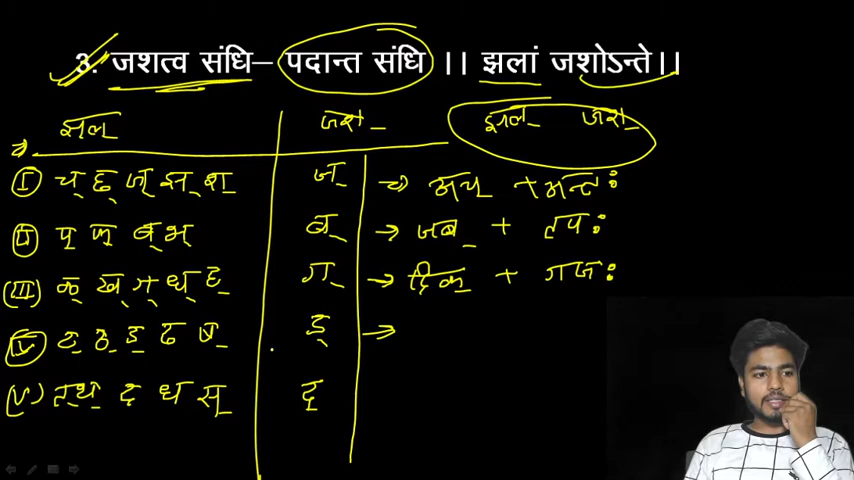 3. जशत्व संधि– पदान्त संधि || झलां जशोऽन्ते||
झल् जश् झल् जश्
I च् छ् ज् झ् श् ज् → अच् + अन्तः
II प् फ् ब् भ् ब् → जब् + तपः
III क् ख् ग् घ् ह् ग् → दिक् + गजः
IV ट् ठ् ड् ढ ष् ड् →
V त् थ् द ध स् द्